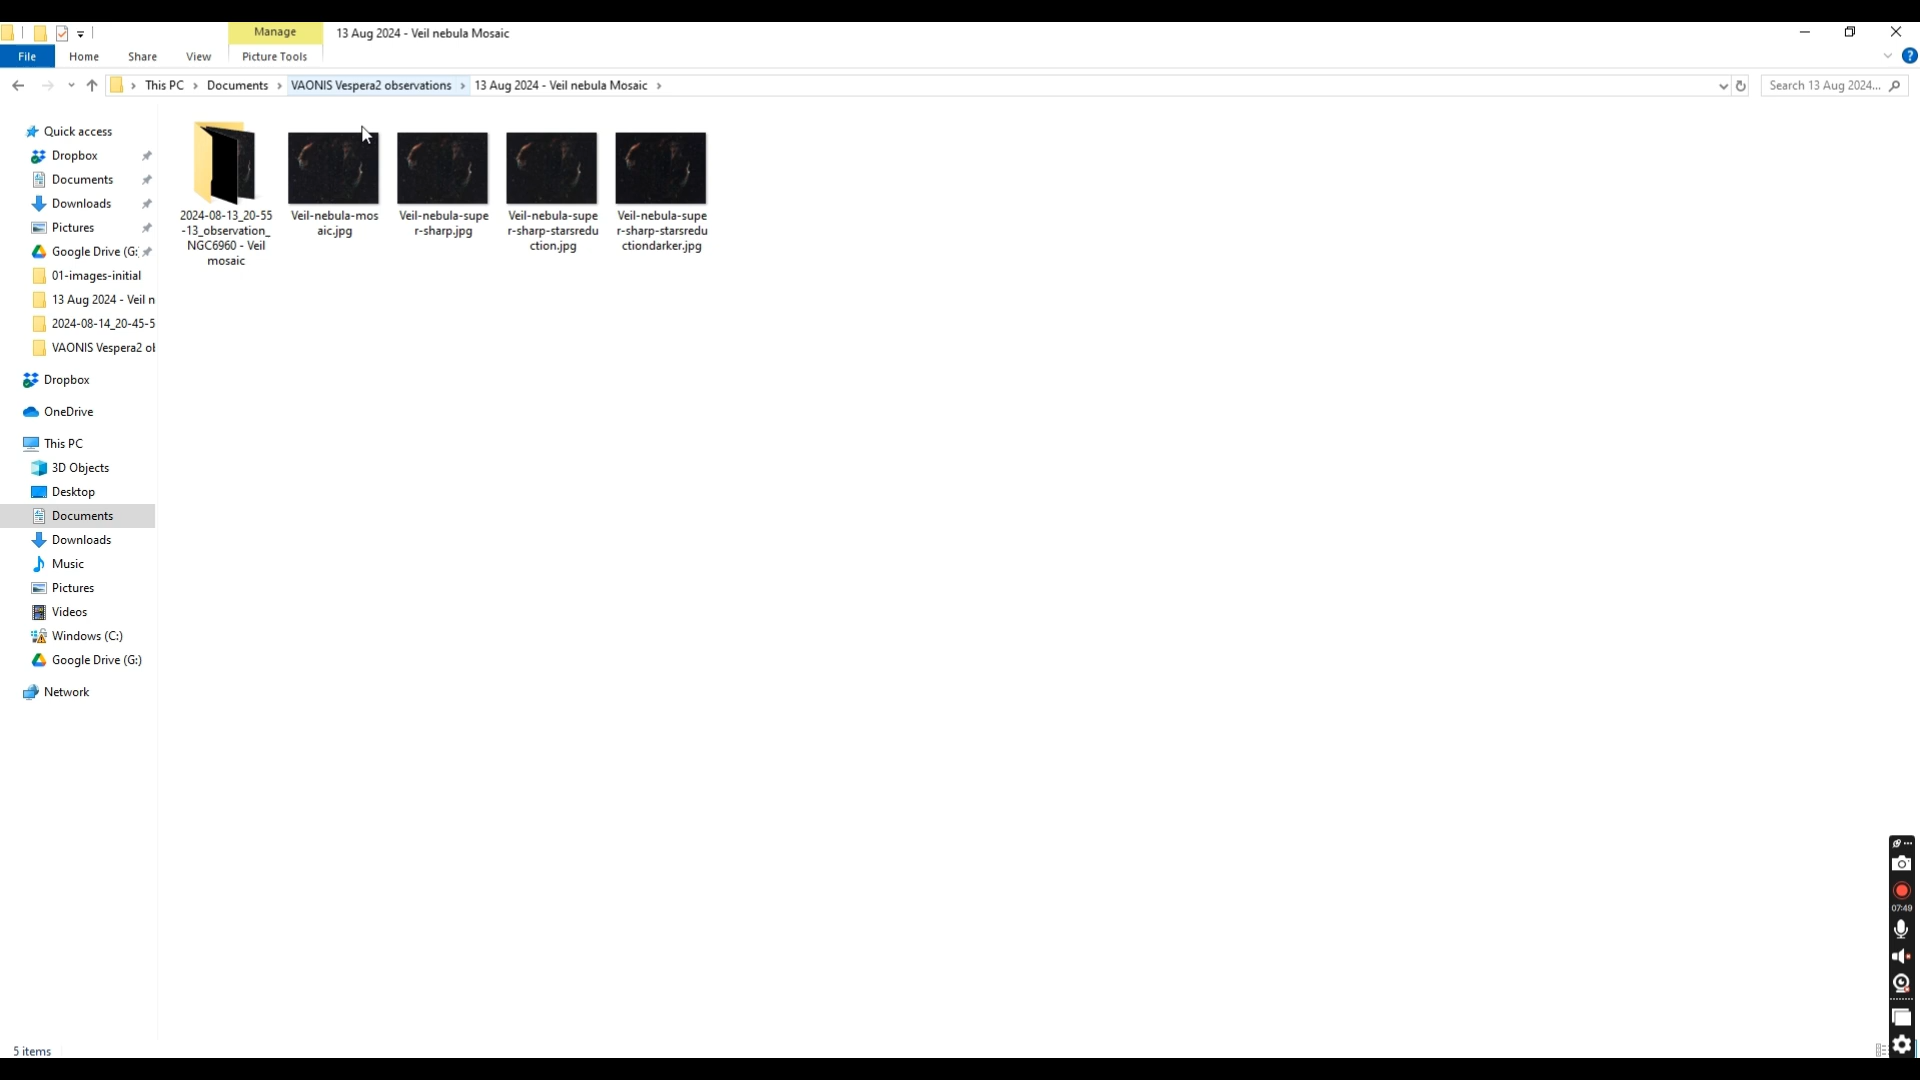 Manage
13 Aug 2024 - Veil nebula Mosaic
File
Home
Share
View
Picture Tools
This PC
Documents
VAONIS Vespera2 observations
13 Aug 2024 - Veil nebula Mosaic
Search 13 Aug 2024...
Quick access
Dropbox
Documents
Downloads
Pictures
Google Drive (G:
01-images-initial
13 Aug 2024 - Veil n
2024-08-14_20-45-5
VAONIS Vespera2 ob
Dropbox
OneDrive
This PC
3D Objects
Desktop
Documents
Downloads
Music
Pictures
Videos
Windows (C:)
Google Drive (G:)
Network
2024-08-13_20-55
-13_observation_
NGC6960 - Veil
mosaic
Veil-nebula-mos
aic.jpg
Veil-nebula-supe
r-sharp.jpg
Veil-nebula-supe
r-sharp-starsredu
ction.jpg
Veil-nebula-supe
r-sharp-starsredu
ctiondarker.jpg
07:49
5 items